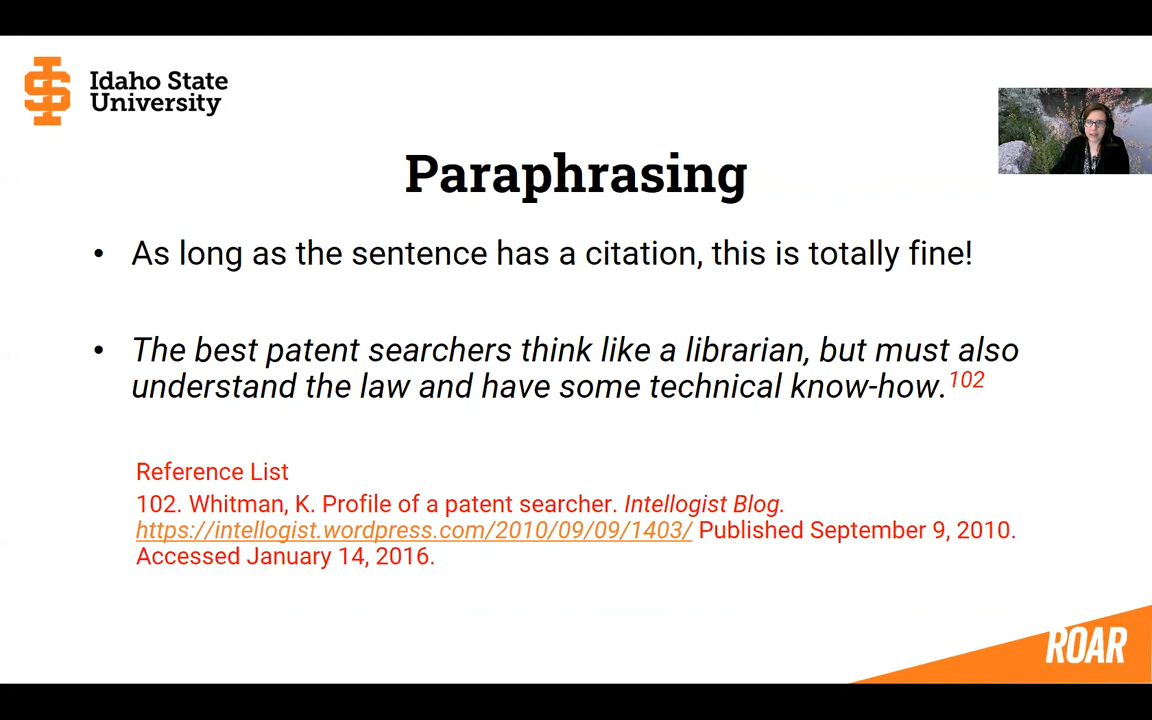 Idaho State
University
Paraphrasing
• As long as the sentence has a citation, this is totally fine!
• The best patent searchers think like a librarian, but must also
understand the law and have some technical know-how.102
Reference List
102. Whitman, K. Profile of a patent searcher. Intellogist Blog.
https://intellogist.wordpress.com/2010/09/09/1403/ Published September 9, 2010.
Accessed January 14, 2016.
ROAR